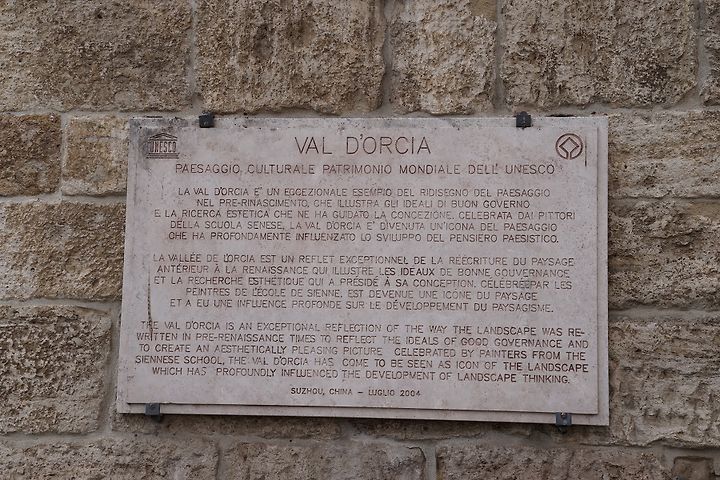 UNESCO
VAL D'ORCIA
PAESAGGIO CULTURALE PATRIMONIO MONDIALE DELL' UNESCO
LA VAL D'ORCIA E' UN ECCEZIONALE ESEMPIO DEL RIDISEGNO DEL PAESAGGIO
NEL PRE-RINASCIMENTO, CHE ILLUSTRA GLI IDEALI DI BUON GOVERNO
E LA RICERCA ESTETICA CHE NE HA GUIDATO LA CONCEZIONE. CELEBRATA DAI PITTORI
DELLA SCUOLA SENESE, LA VAL D'ORCIA E' DIVENUTA UN'ICONA DEL PAESAGGIO
CHE HA PROFONDAMENTE INFLUENZATO LO SVILUPPO DEL PENSIERO PAESISTICO.
LA VALLÉE DE L'ORCIA EST UN REFLET EXCEPTIONNEL DE LA RÉÉCRITURE DU PAYSAGE
ANTÉRIEUR À LA RENAISSANCE QUI ILLUSTRE LES IDEAUX DE BONNE GOUVERNANCE
ET LA RECHERCHE ESTHÉTIQUE QUI A PRÉSIDÉ À SA CONCEPTION. CÉLÉBREÉ PAR LES
PEINTRES DE L'ÉCOLE DE SIENNE, EST DEVENUE UNE ICONE DU PAYSAGE
ET A EU UNE INFLUENCE PROFONDE SUR LE DÉVELOPPEMENT DU PAYSAGISME.
THE VAL D'ORCIA IS AN EXCEPTIONAL REFLECTION OF THE WAY THE LANDSCAPE WAS RE-
WRITTEN IN PRE-RENAISSANCE TIMES TO REFLECT THE IDEALS OF GOOD GOVERNANCE AND
TO CREATE AN AESTHETICALLY PLEASING PICTURE CELEBRATED BY PAINTERS FROM THE
SIENNESE SCHOOL, THE VAL D'ORCIA HAS COME TO BE SEEN AS ICON OF THE LANDSCAPE
WHICH HAS PROFOUNDLY INFLUENCED THE DEVELOPMENT OF LANDSCAPE THINKING.
SUZHOU, CHINA - LUGLIO 2004